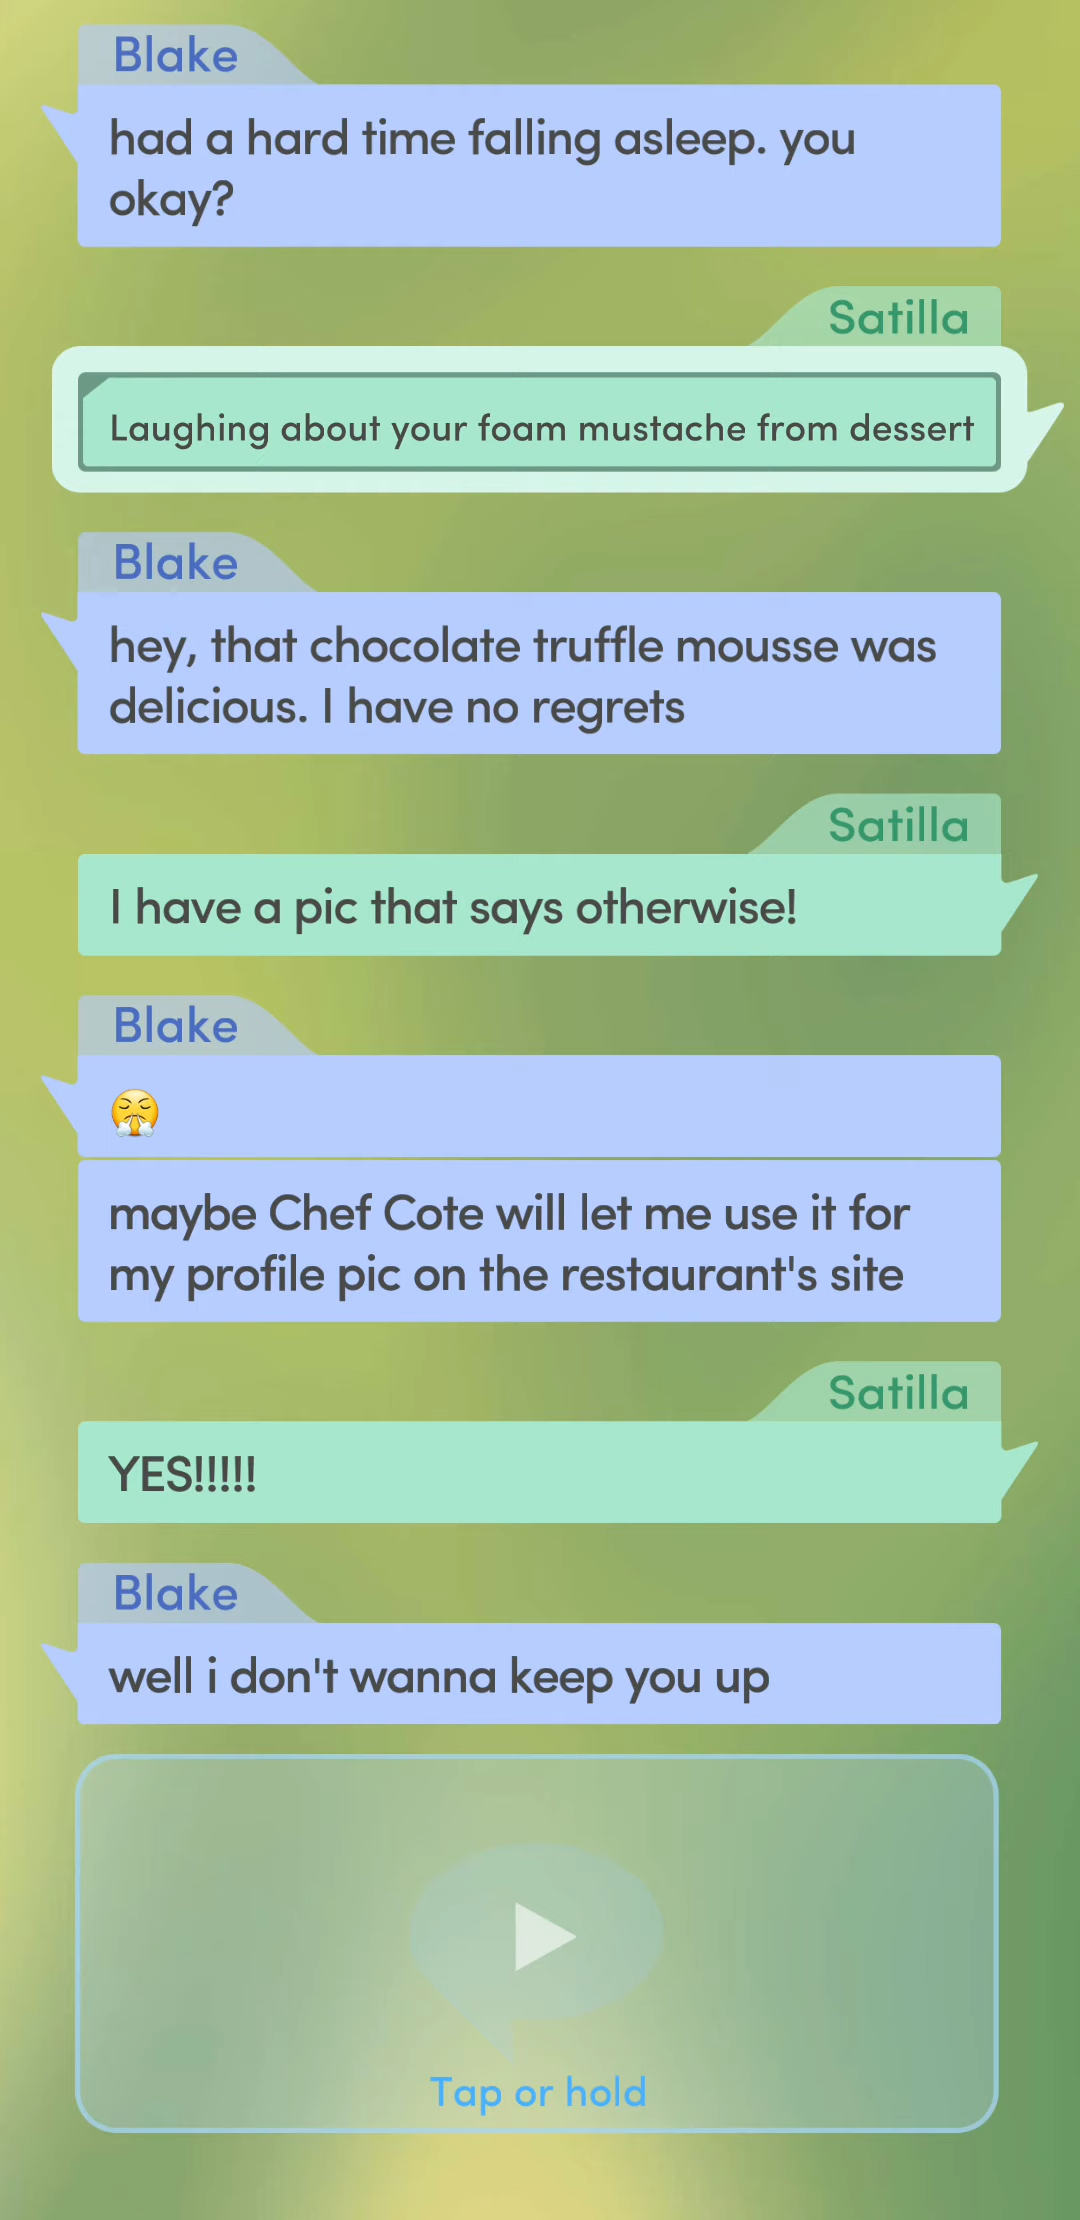 Blake
had a hard time falling asleep. you
okay?
Satilla
Laughing about your foam mustache from dessert
Blake
hey, that chocolate truffle mousse was
delicious. I have no regrets
Satilla
I have a pic that says otherwise!
Blake
😤
maybe Chef Cote will let me use it for
my profile pic on the restaurant's site
Satilla
YES!!!!!
Blake
well i don't wanna keep you up
Tap or hold